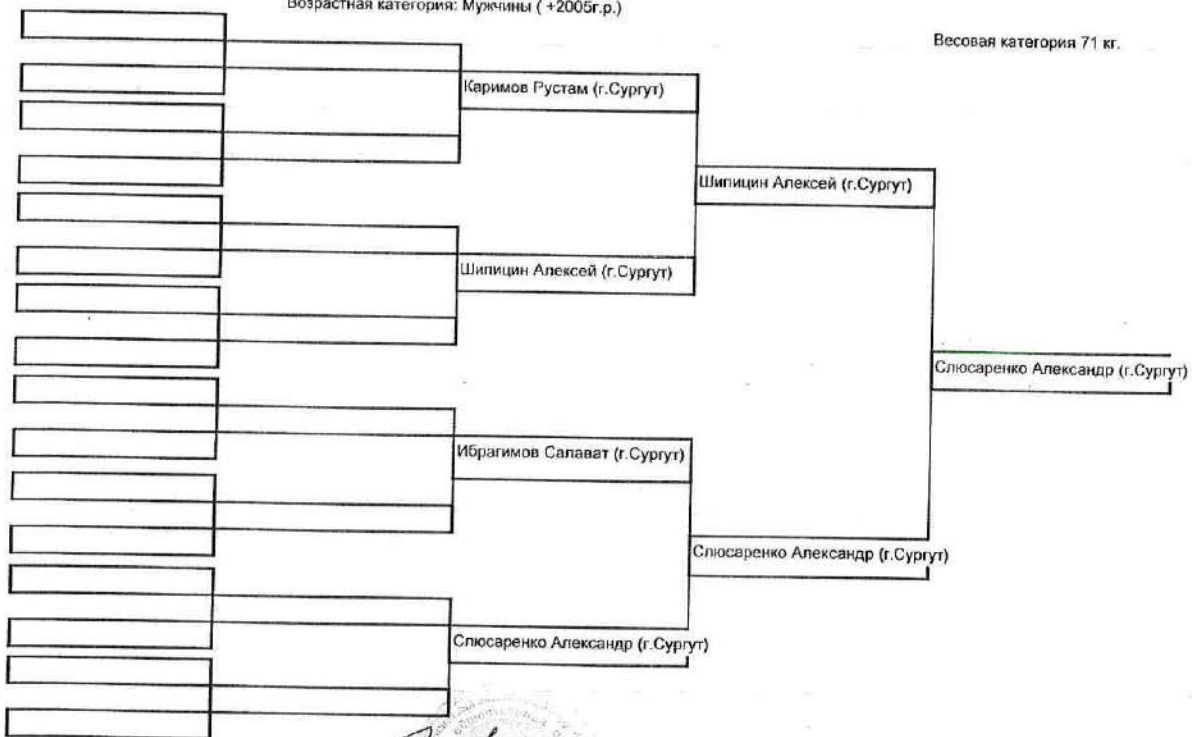 Возрастная категория: Мужчины ( +2005г.р.)
Весовая категория 71 кг.
Каримов Рустам (г.Сургут)
Шипицин Алексей (г.Сургут)
Шипицин Алексей (г.Сургут)
Слюсаренко Александр (г.Сургут)
Ибрагимов Салават (г.Сургут)
Слюсаренко Александр (г.Сургут)
Слюсаренко Александр (г.Сургут)